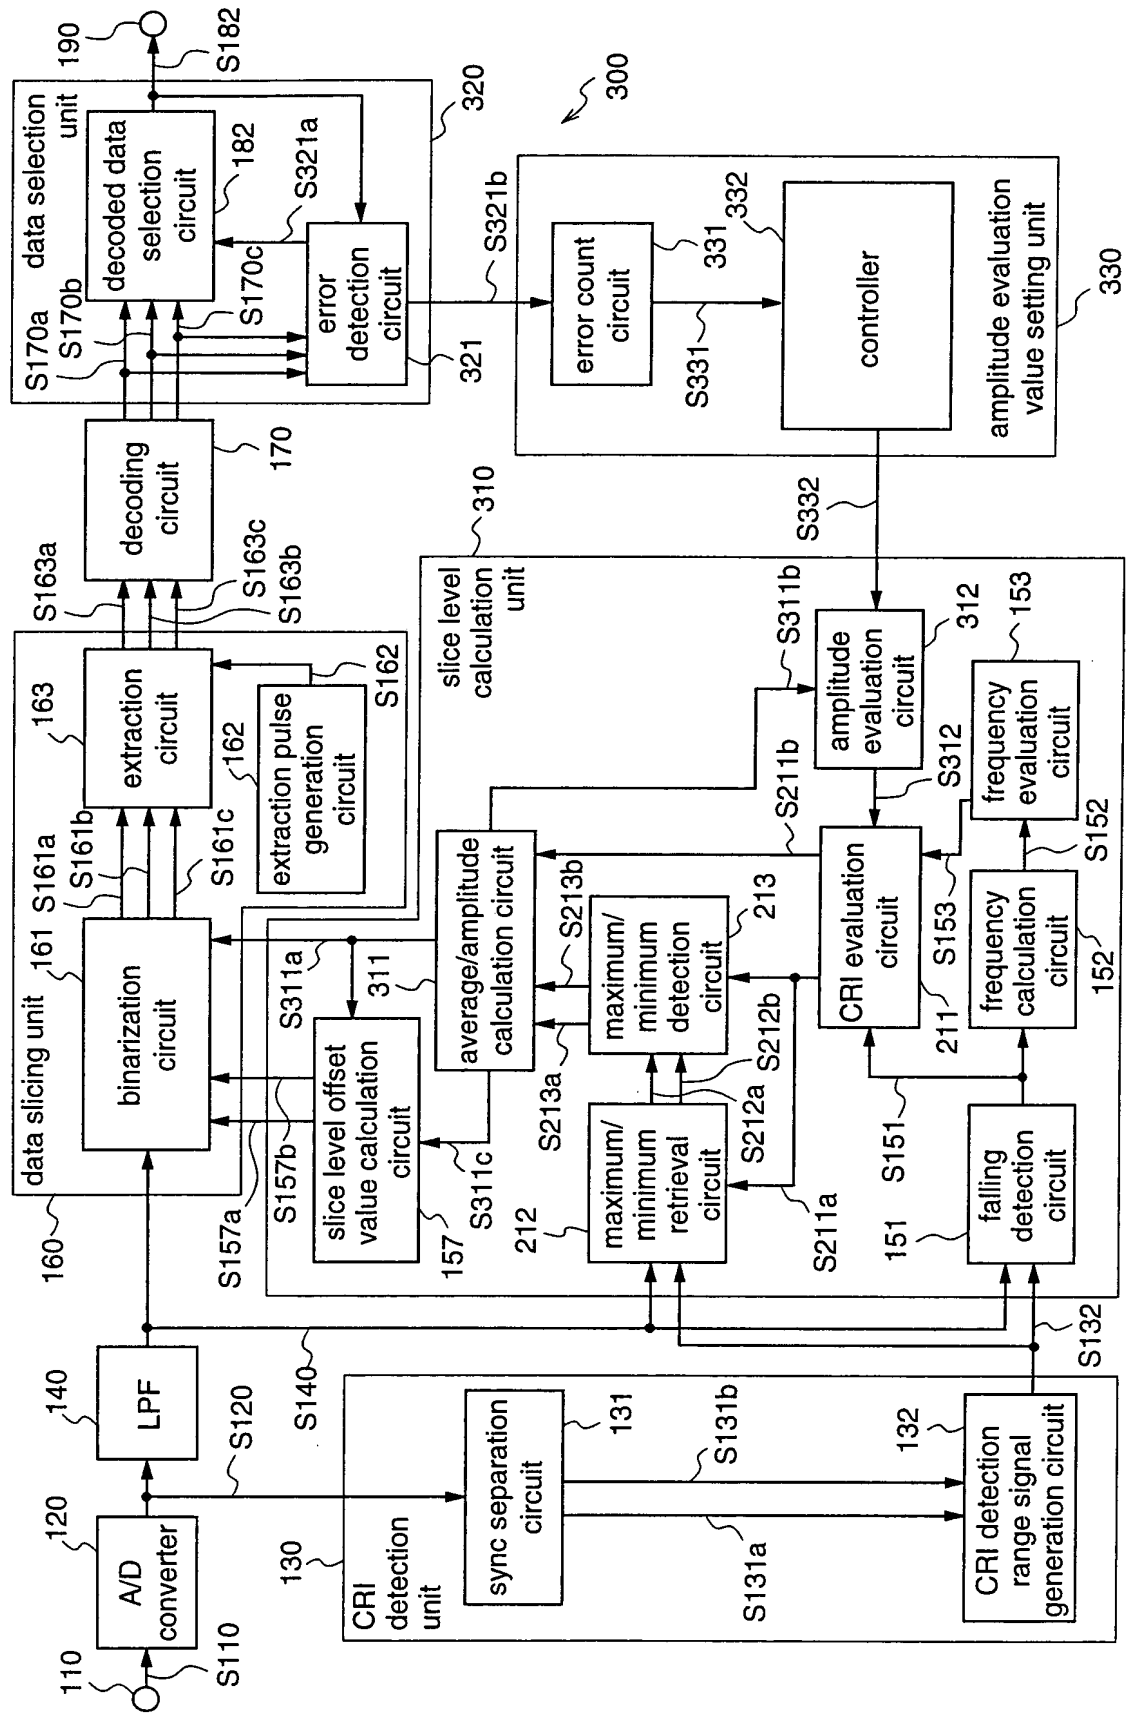 110
S110
120
A/D
converter
S120
140
LPF
S140
130
CRI
detection
unit
sync separation
circuit
131
S131a
S131b
132
CRI detection
range signal
generation circuit
S132
160
data slicing unit
161
binarization
circuit
S161a
S161b
S161c
163
extraction
circuit
162
extraction pulse
generation
circuit
S162
S163a
S163c
S163b
decoding
circuit
170
S157a
S157b
S311a
311
slice level offset
value calculation
circuit
157
S311c
average/amplitude
calculation circuit
slice level
calculation
unit
310
212
maximum/
minimum
retrieval
circuit
S213a
S213b
maximum/
minimum
detection
circuit
213
S212a
S212b
S211a
S211b
151
falling
detection
circuit
S151
CRI evaluation
circuit
211
S153
frequency
calculation
circuit
152
S152
frequency
evaluation
circuit
153
S312
amplitude
evaluation
circuit
312
S311b
S332
data selection
unit
S170a
S170b
S170c
decoded data
selection
circuit
182
S321a
error
detection
circuit
321
320
190
S182
300
S321b
error count
circuit
331
S331
332
controller
amplitude evaluation
value setting unit
330